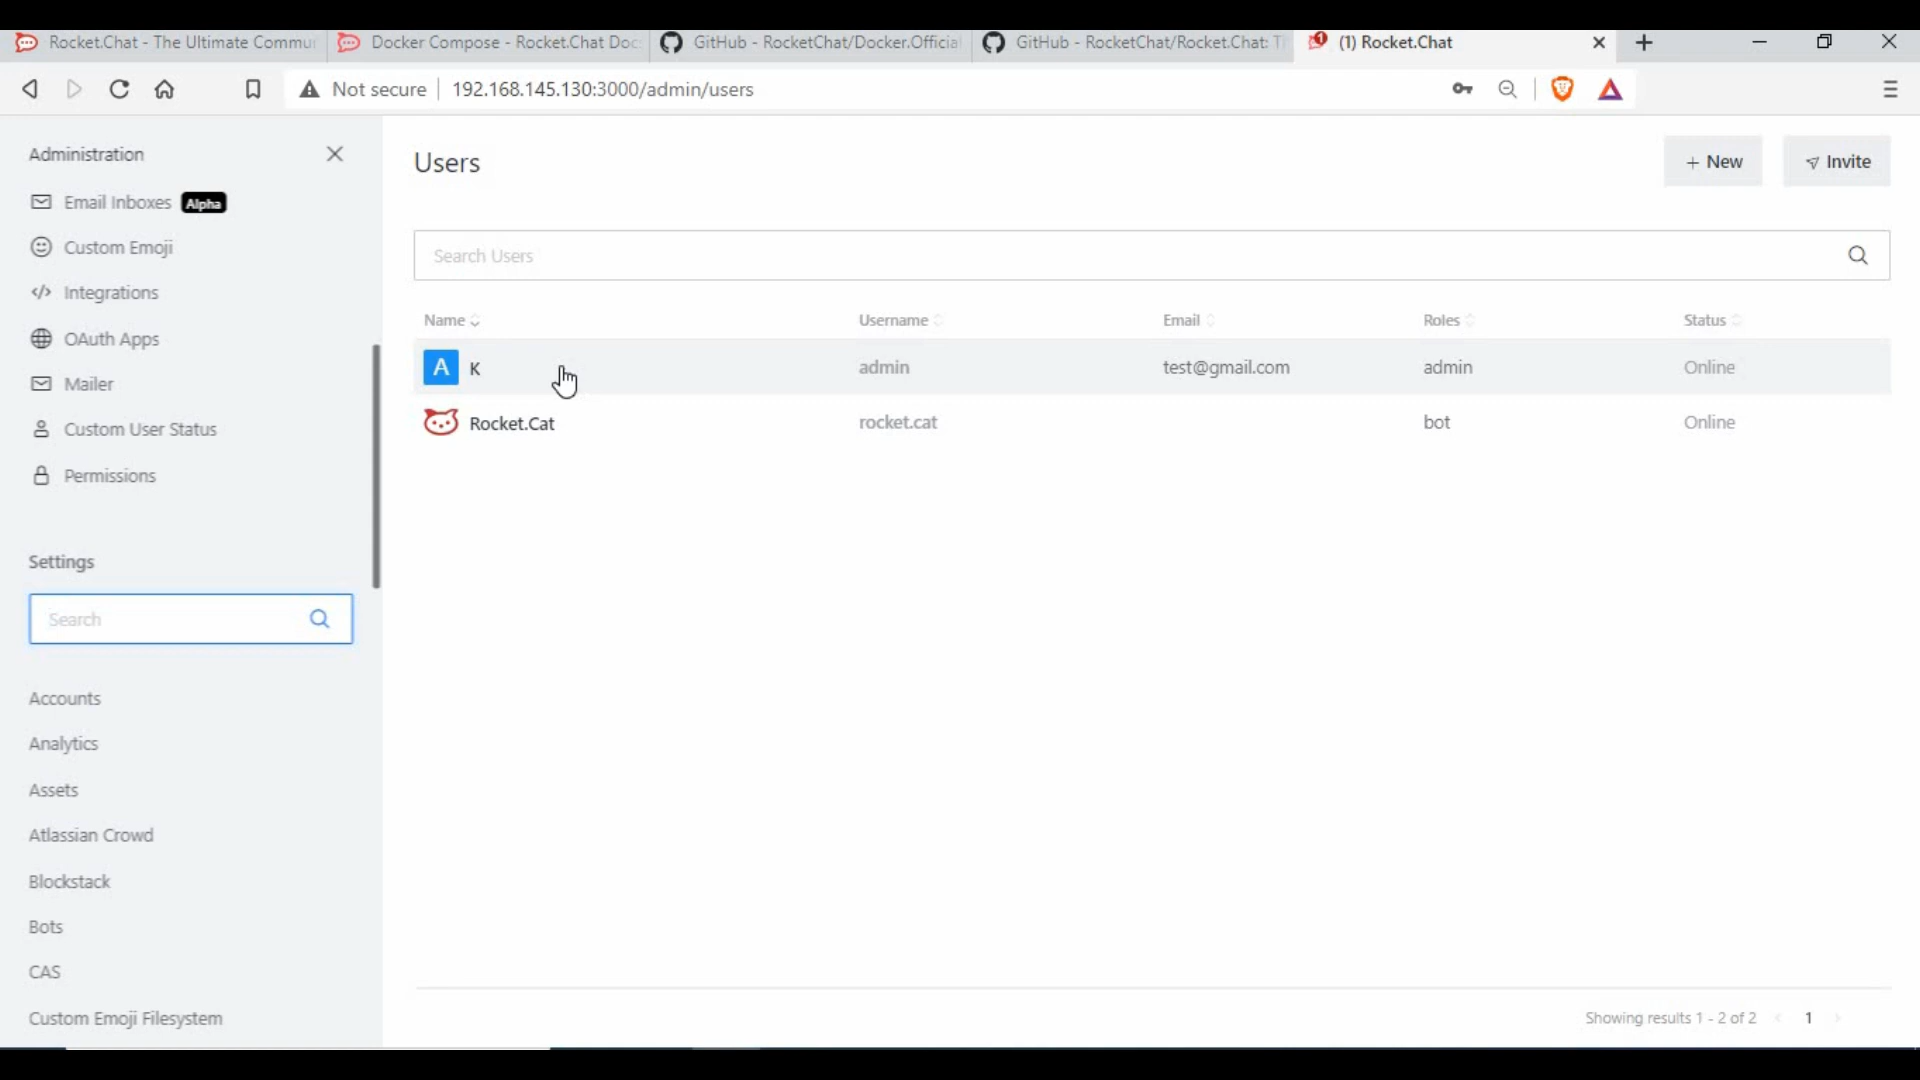 Rocket.Chat - The Ultimate Commu
Docker Compose - Rocket.Chat Doc
GitHub - RocketChat/Docker.Official
GitHub - RocketChat/Rocket.Chat: T
(1) Rocket.Chat
Not secure
192.168.145.130:3000/admin/users
Administration
Email Inboxes Alpha
Custom Emoji
Integrations
OAuth Apps
Mailer
Custom User Status
Permissions
Settings
Search
Accounts
Analytics
Assets
Atlassian Crowd
Blockstack
Bots
CAS
Custom Emoji Filesystem
Users
+ New
Invite
Search Users
Name Username Email Roles Status
A K admin test@gmail.com admin Online
Rocket.Cat rocket.cat bot Online
Showing results 1 - 2 of 2
1